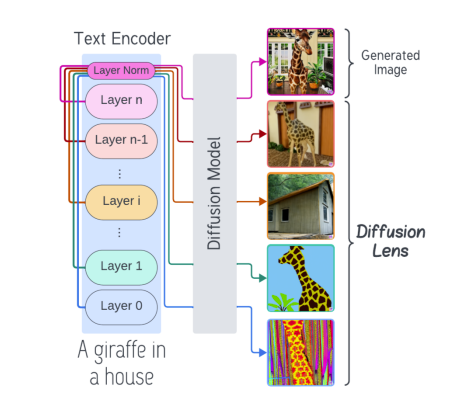 Text Encoder
Layer Norm
Layer n
Layer n-1
⋮
Layer i
⋮
Layer 1
Layer 0
A giraffe in
a house
Diffusion Model
Generated
Image
Diffusion
Lens